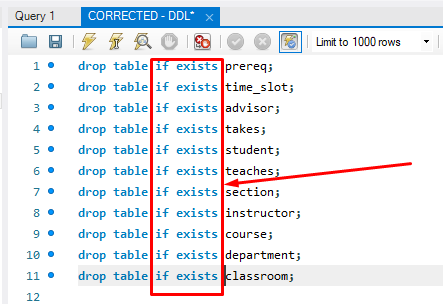 Query 1
CORRECTED - DDL*
Limit to 1000 rows
1 drop table if exists prereq;
2 drop table if exists time_slot;
3 drop table if exists advisor;
4 drop table if exists takes;
5 drop table if exists student;
6 drop table if exists teaches;
7 drop table if exists section;
8 drop table if exists instructor;
9 drop table if exists course;
10 drop table if exists department;
11 drop table if exists classroom;
12